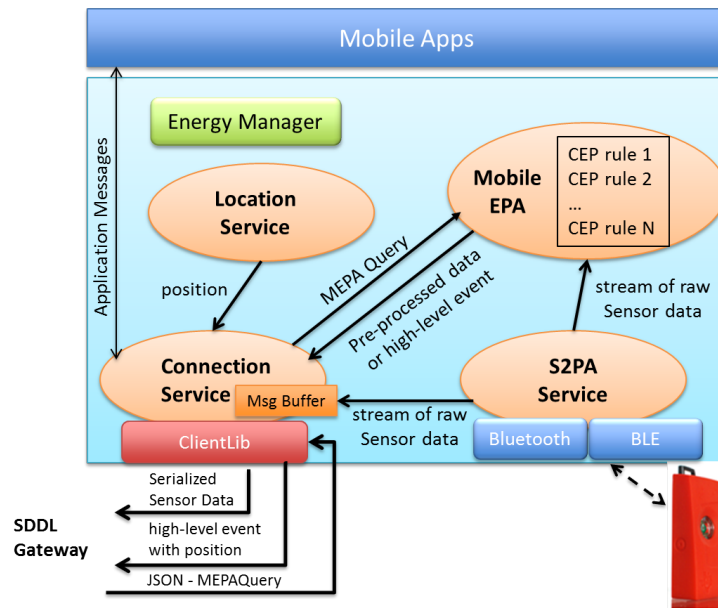 Mobile Apps
Application Messages
Energy Manager
Location
Service
Mobile
EPA
CEP rule 1
CEP rule 2
...
CEP rule N
position
MEPA Query
Pre-processed data
or high-level event
stream of raw
Sensor data
Connection
Service
Msg Buffer
S2PA
Service
stream of raw
Sensor data
ClientLib
Bluetooth
BLE
Serialized
Sensor Data
SDDL
Gateway
high-level event
with position
JSON - MEPAQuery